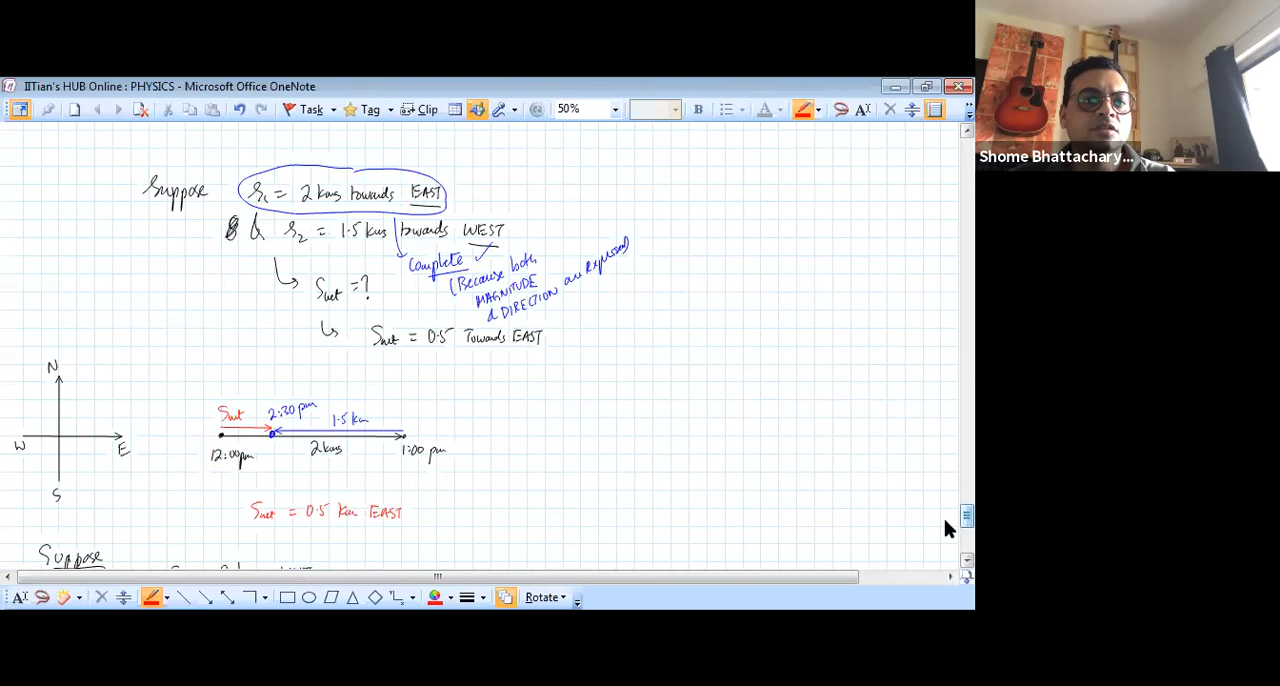 IITian's HUB Online : PHYSICS - Microsoft Office OneNote
Task Tag Clip 50% B A
Shome Bhattachary...
Suppose S₁ = 2 kms towards EAST
& S₂ = 1.5 kms towards WEST
Complete ✓
(Because both
MAGNITUDE
& DIRECTION are expressed)
Snet = ?
Snet = 0.5 Towards EAST
N
W
E
S
Snet
2:30 pm
1.5 km
12:00pm
2 kms
1:00 pm
Snet = 0.5 Km EAST
Suppose
A Rotate